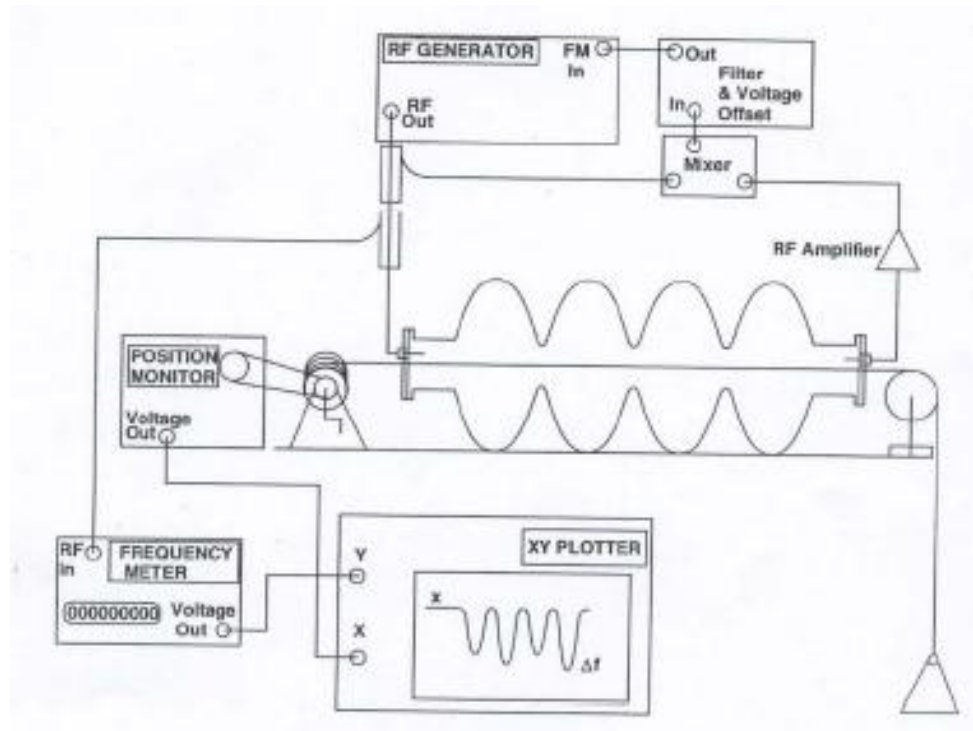 RF GENERATOR
FM
In
RF
Out
Out
Filter
& Voltage
Offset
In
Mixer
RF Amplifier
POSITION
MONITOR
Voltage
Out
RF
In
FREQUENCY
METER
000000000
Voltage
Out
XY PLOTTER
Y
X
x
Δf